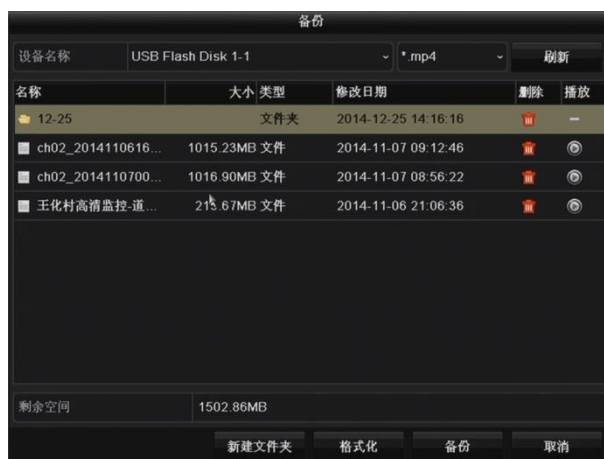 备份
设备名称 USB Flash Disk 1-1 *.mp4 刷新
名称 大小 类型 修改日期 删除 播放
12-25 文件夹 2014-12-25 14:16:16
ch02_2014110616... 1015.23MB 文件 2014-11-07 09:12:46
ch02_2014110700... 1016.90MB 文件 2014-11-07 08:56:22
王化村高清监控-道... .67MB 文件 2014-11-06 21:06:36
剩余空间 1502.86MB
新建文件夹 格式化 备份 取消